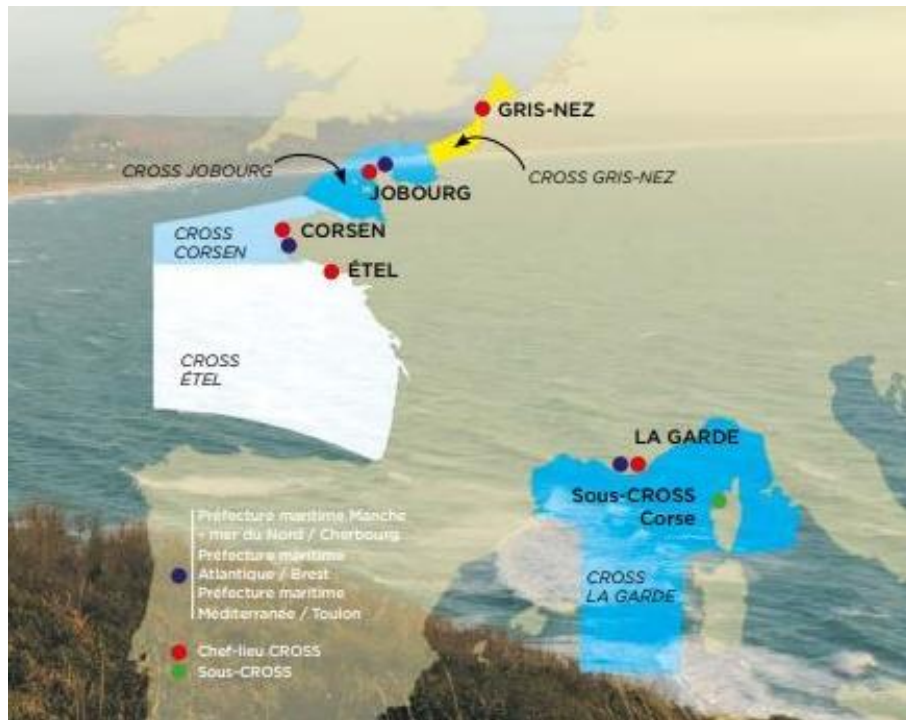 GRIS-NEZ
CROSS JOBOURG
CROSS GRIS-NEZ
JOBOURG
CROSS
CORSEN
CORSEN
ÉTEL
CROSS
ÉTEL
LA GARDE
Sous-CROSS
Corse
CROSS
LA GARDE
Préfecture maritime Manche
- mer du Nord / Cherbourg
Préfecture maritime
Atlantique / Brest
Préfecture maritime
Méditerranée / Toulon
Chef-lieu CROSS
Sous-CROSS